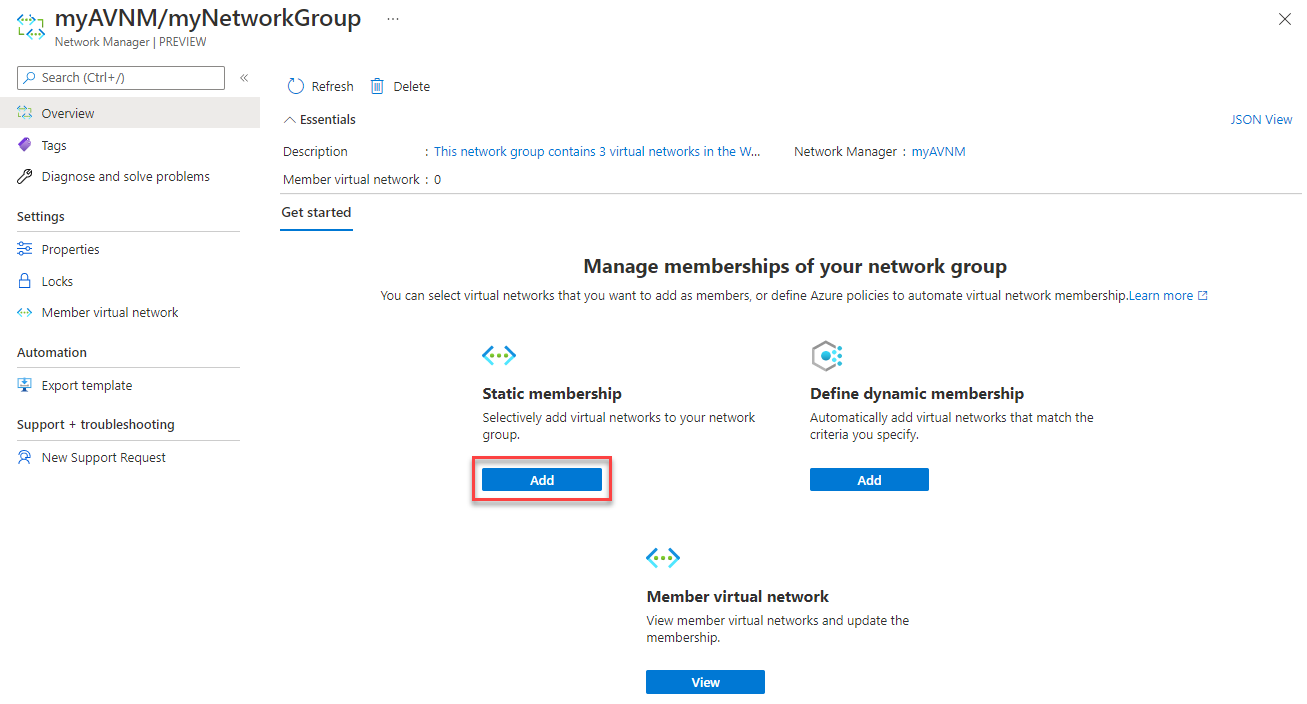 myAVNM/myNetworkGroup ...
Network Manager | PREVIEW
Search (Ctrl+/)
«
Overview
Tags
Diagnose and solve problems
Settings
Properties
Locks
Member virtual network
Automation
Export template
Support + troubleshooting
New Support Request
Refresh Delete
Essentials JSON View
Description : This network group contains 3 virtual networks in the W... Network Manager : myAVNM
Member virtual network : 0
Get started
Manage memberships of your network group
You can select virtual networks that you want to add as members, or define Azure policies to automate virtual network membership.Learn more
Static membership
Selectively add virtual networks to your network
group.
Add
Define dynamic membership
Automatically add virtual networks that match the
criteria you specify.
Add
Member virtual network
View member virtual networks and update the
membership.
View